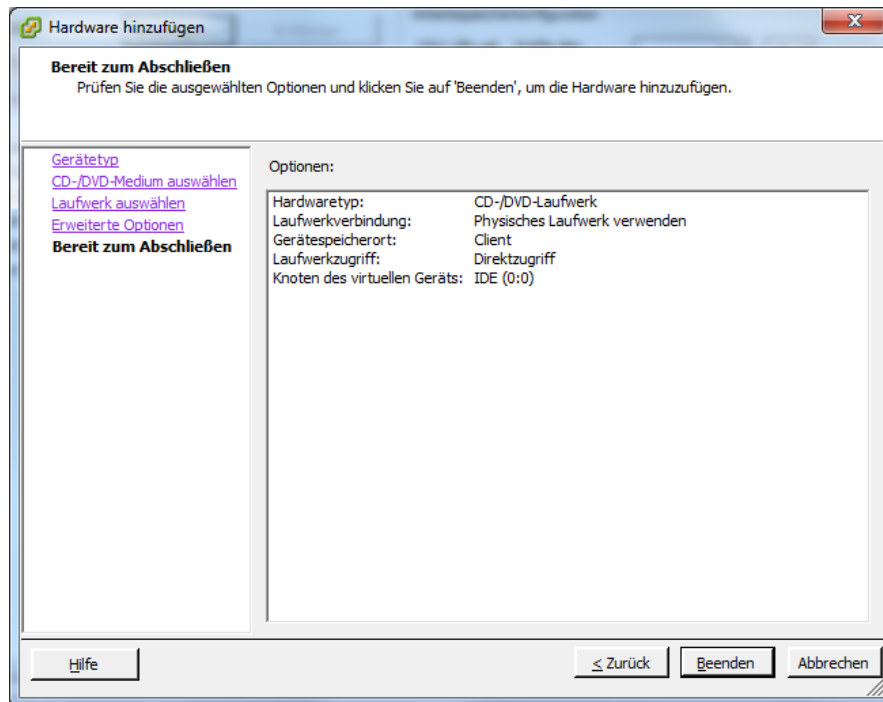 Hardware hinzufügen
Bereit zum Abschließen
Prüfen Sie die ausgewählten Optionen und klicken Sie auf 'Beenden', um die Hardware hinzuzufügen.
Gerätetyp
CD-/DVD-Medium auswählen
Laufwerk auswählen
Erweiterte Optionen
Bereit zum Abschließen
Optionen:
Hardwaretyp: CD-/DVD-Laufwerk
Laufwerkverbindung: Physisches Laufwerk verwenden
Gerätespeicherort: Client
Laufwerkzugriff: Direktzugriff
Knoten des virtuellen Geräts: IDE (0:0)
Hilfe
< Zurück
Beenden
Abbrechen